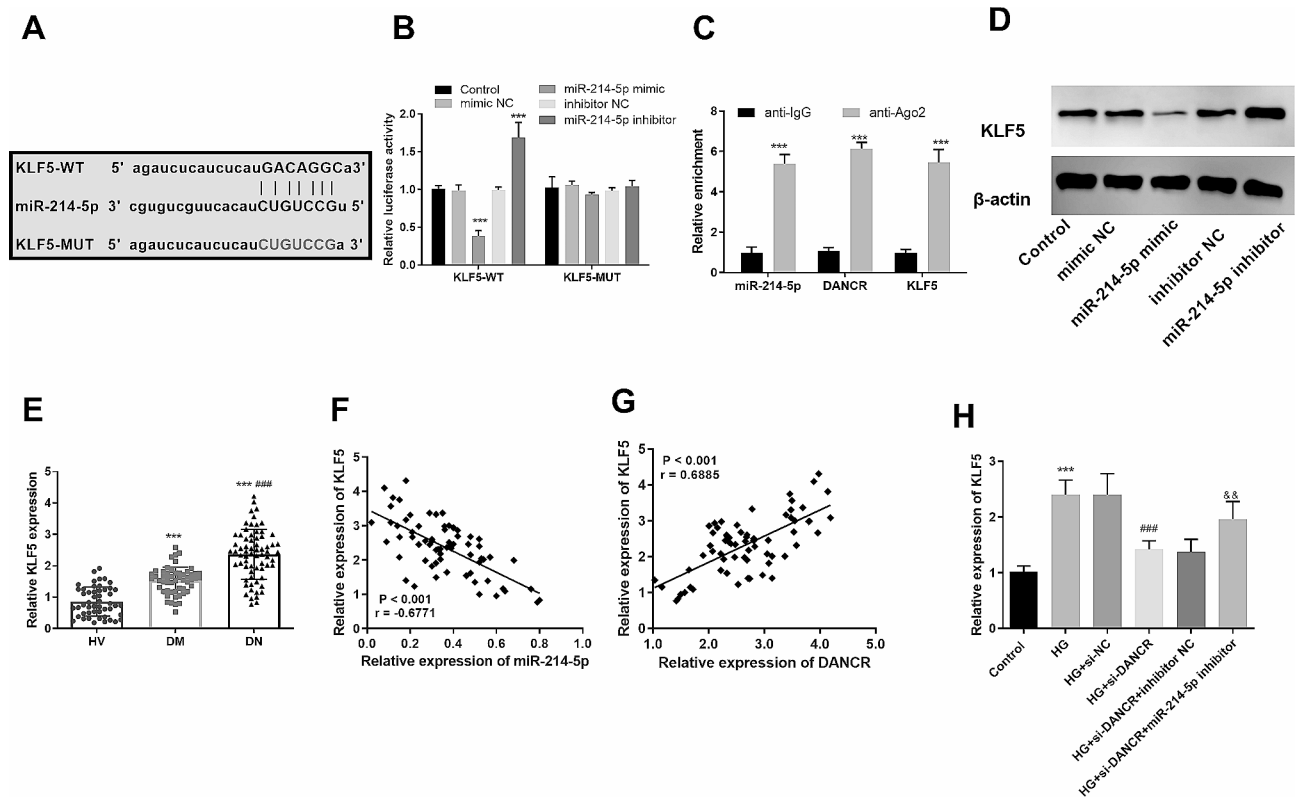 A
KLF5-WT 5' agaucucaucucauGACAGGCa3'
miR-214-5p 3' cgugucguucacauCUGUCCGu 5'
KLF5-MUT 5' agaucucaucucauCUGUCCGa 3'
B
Control
mimic NC
miR-214-5p mimic
inhibitor NC
miR-214-5p inhibitor
Relative luciferase activity
2.0
1.5
1.0
0.5
0.0
***
***
KLF5-WT
KLF5-MUT
C
anti-IgG
anti-Ago2
Relative enrichment
8
6
4
2
0
***
***
***
miR-214-5p
DANCR
KLF5
D
KLF5
β-actin
Control
mimic NC
miR-214-5p mimic
inhibitor NC
miR-214-5p inhibitor
E
Relative KLF5 expression
5
4
3
2
1
0
***
*** ###
HV
DM
DN
F
Relative expression of KLF5
5
4
3
2
1
0
P < 0.001
r = -0.6771
0.0
0.2
0.4
0.6
0.8
1.0
Relative expression of miR-214-5p
G
Relative expression of KLF5
5
4
3
2
1
0
P < 0.001
r = 0.6885
1.0
2.0
3.0
4.0
5.0
Relative expression of DANCR
H
Relative expression of KLF5
3
2
1
0
***
###
&&
Control
HG
HG+si-NC
HG+si-DANCR
HG+si-DANCR+inhibitor NC
HG+si-DANCR+miR-214-5p inhibitor